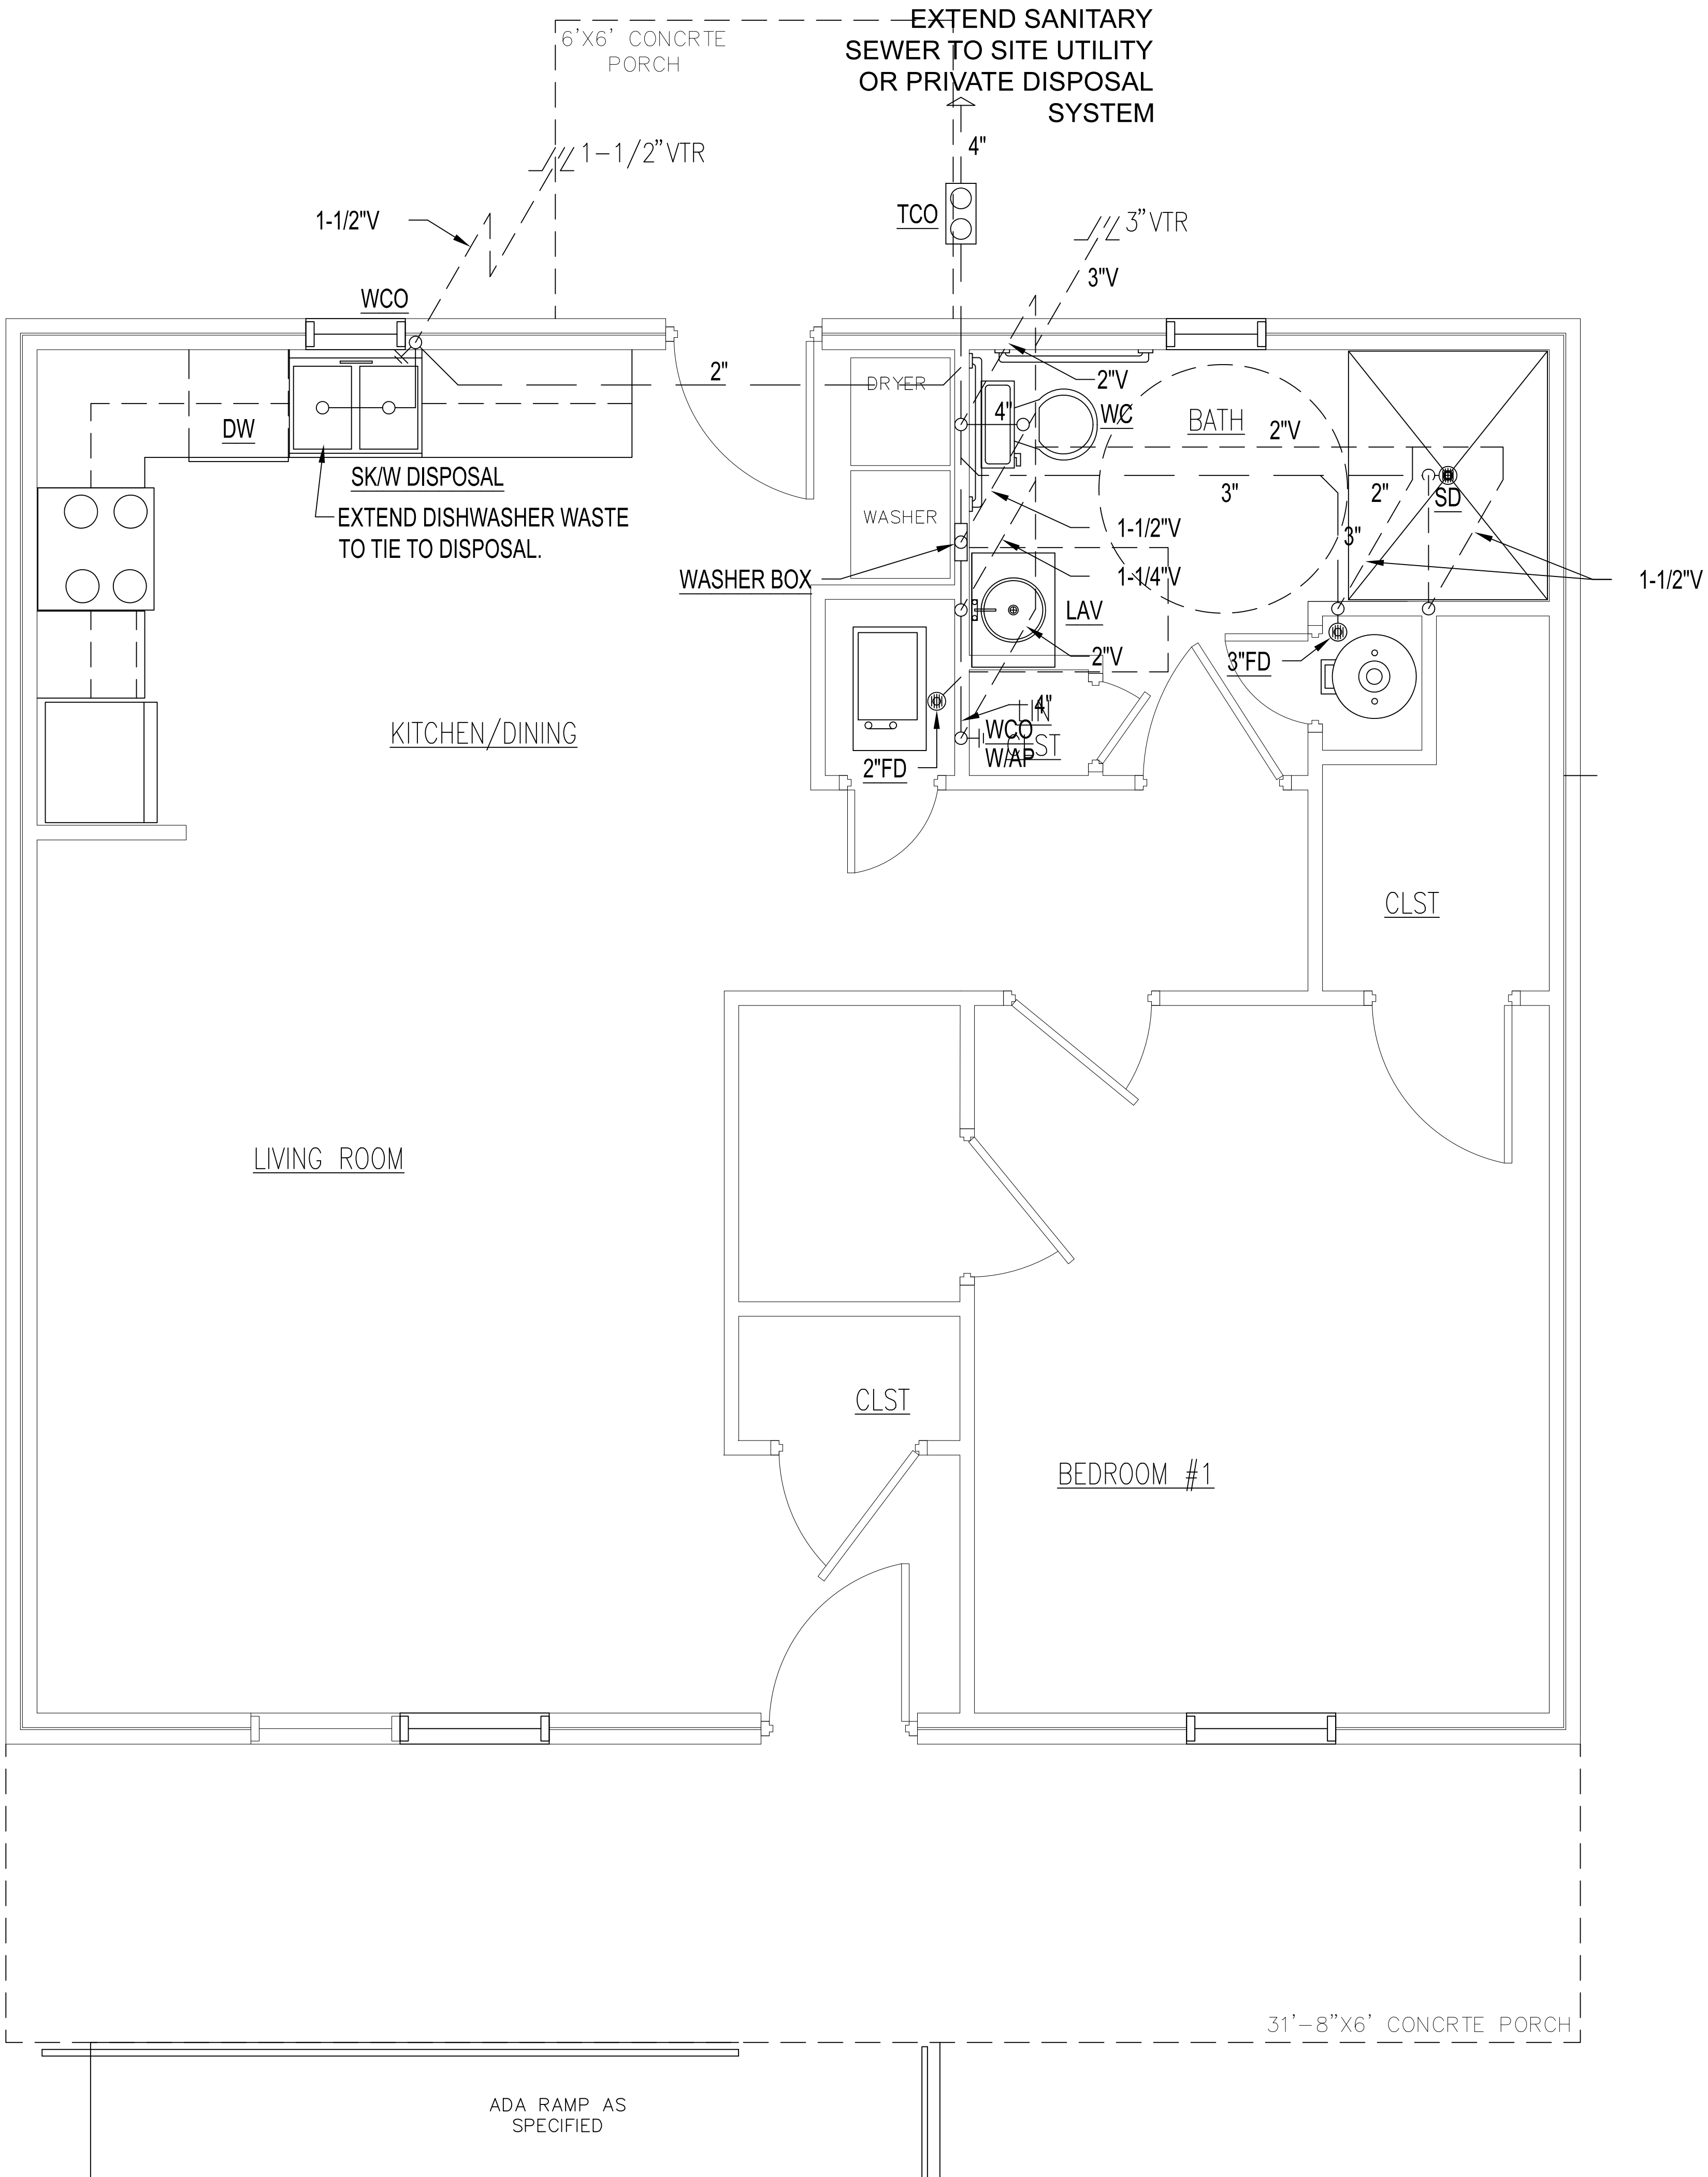 EXTEND SANITARY
SEWER TO SITE UTILITY
OR PRIVATE DISPOSAL
SYSTEM
6'X6' CONCRTE
PORCH
4"
1-1/2"VTR
TCO
1-1/2"V
3"VTR
3"V
WCO
2"
DRYER
2"V
4"
WC
BATH
2"V
DW
SK/W DISPOSAL
EXTEND DISHWASHER WASTE
TO TIE TO DISPOSAL.
WASHER
3"
2"
SD
1-1/2"V
3"
WASHER BOX
1-1/4"V
1-1/2"V
LAV
2"V
3"FD
KITCHEN/DINING
4"
LIN
WCO
CLST
W/AP
2"FD
CLST
LIVING ROOM
CLST
BEDROOM #1
31'-8"X6' CONCRTE PORCH
ADA RAMP AS
SPECIFIED